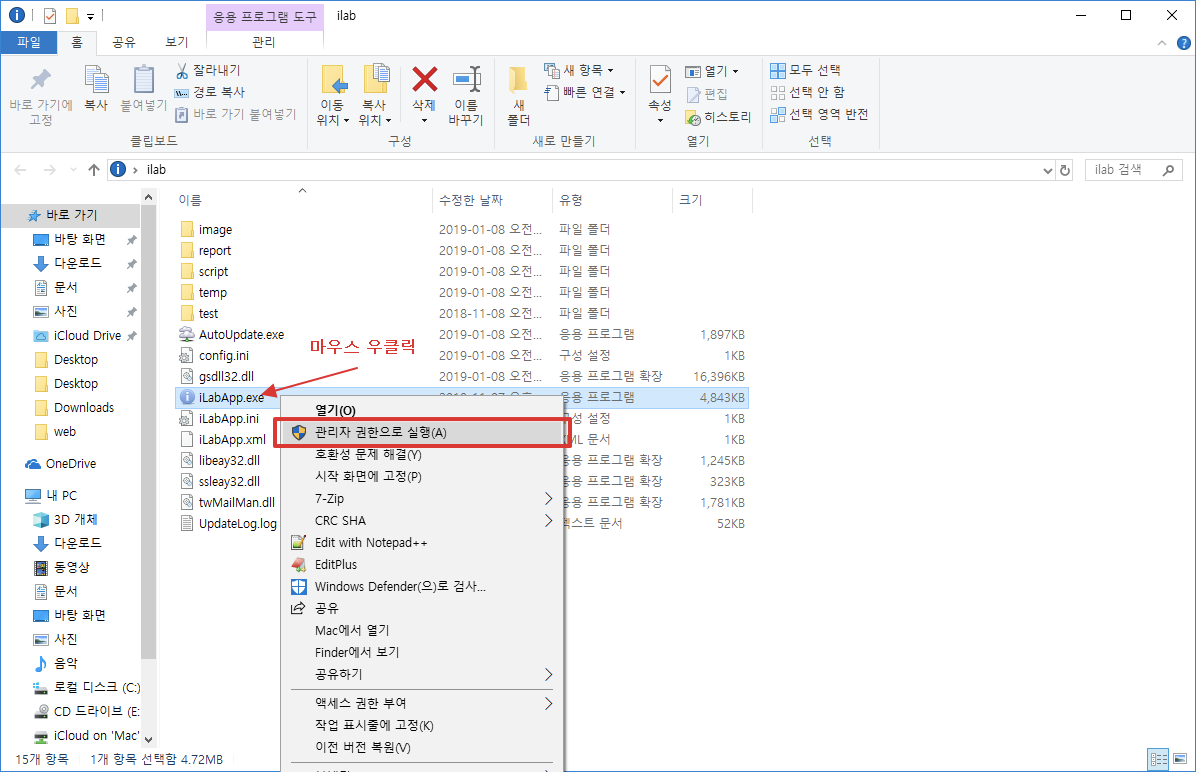 응용 프로그램 도구 ilab
파일 홈 공유 보기 관리
바로 가기에 고정
복사
붙여넣기
잘라내기
경로 복사
바로 가기 붙여넣기
클립보드
이동 위치
복사 위치
삭제
이름 바꾸기
구성
새 폴더
새 항목
빠른 연결
새로 만들기
속성
열기
편집
히스토리
열기
모두 선택
선택 안 함
선택 영역 반전
선택
ilab
ilab 검색
바로 가기
바탕 화면
다운로드
문서
사진
iCloud Drive
Desktop
Desktop
Downloads
web
OneDrive
내 PC
3D 개체
다운로드
동영상
문서
바탕 화면
사진
음악
로컬 디스크 (C:)
CD 드라이브 (E:
iCloud on 'Mac'
이름 수정한 날짜 유형 크기
image 2019-01-08 오전... 파일 폴더
report 2019-01-08 오전... 파일 폴더
script 2019-01-08 오전... 파일 폴더
temp 2019-01-08 오전... 파일 폴더
test 2018-11-08 오전... 파일 폴더
AutoUpdate.exe 2019-01-08 오전... 응용 프로그램 1,897KB
config.ini 2019-01-08 오전... 구성 설정 1KB
gsdll32.dll 2019-01-08 오전... 응용 프로그램 확장 16,396KB
iLabApp.exe 응용 프로그램 4,843KB
iLabApp.ini 구성 설정 1KB
iLabApp.xml XML 문서 1KB
libeay32.dll 응용 프로그램 확장 1,245KB
ssleay32.dll 응용 프로그램 확장 323KB
twMailMan.dll 응용 프로그램 확장 1,781KB
UpdateLog.log 텍스트 문서 52KB
마우스 우클릭
열기(O)
관리자 권한으로 실행(A)
호환성 문제 해결(Y)
시작 화면에 고정(P)
7-Zip
CRC SHA
Edit with Notepad++
EditPlus
Windows Defender(으)로 검사...
공유
Mac에서 열기
Finder에서 보기
공유하기
액세스 권한 부여
작업 표시줄에 고정(K)
이전 버전 복원(V)
15개 항목 1개 항목 선택함 4.72MB